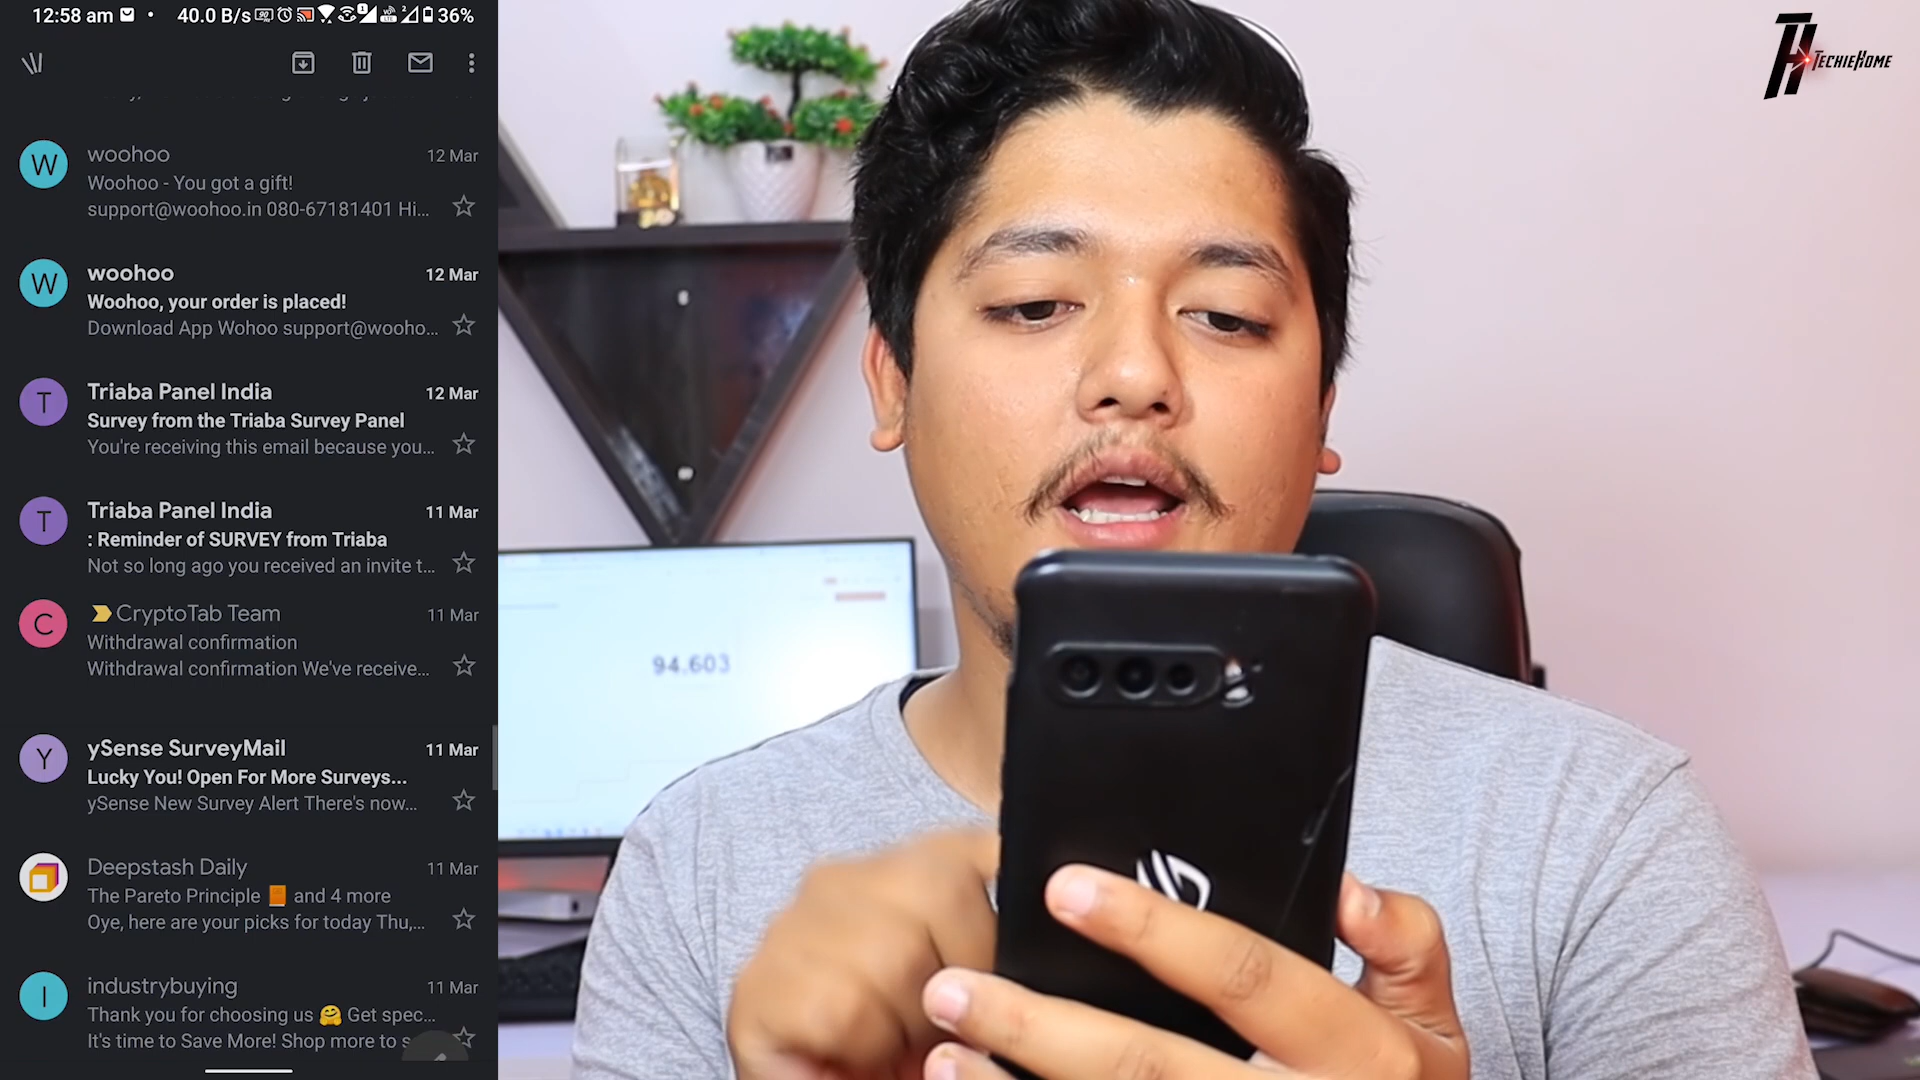 12:58 am • 40.0 B/s 36%
woohoo 12 Mar
Woohoo - You got a gift!
support@woohoo.in 080-67181401 Hi...
woohoo 12 Mar
Woohoo, your order is placed!
Download App Wohoo support@wooho...
Triaba Panel India 12 Mar
Survey from the Triaba Survey Panel
You're receiving this email because you...
Triaba Panel India 11 Mar
: Reminder of SURVEY from Triaba
Not so long ago you received an invite t...
CryptoTab Team 11 Mar
Withdrawal confirmation
Withdrawal confirmation We've receive...
ySense SurveyMail 11 Mar
Lucky You! Open For More Surveys...
ySense New Survey Alert There's now...
Deepstash Daily 11 Mar
The Pareto Principle 📙 and 4 more
Oye, here are your picks for today Thu,...
industrybuying 11 Mar
Thank you for choosing us 🤗 Get spec...
It's time to Save More! Shop more to s
W
W
T
T
C
Y
I
94.603
TH TECHIEHOME